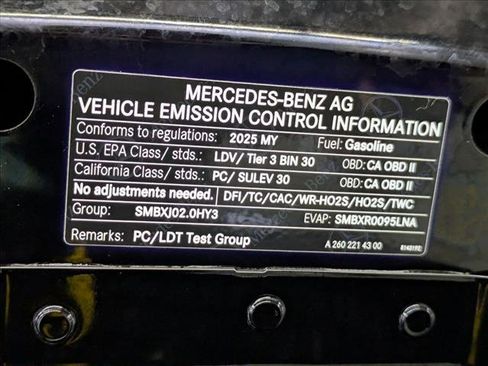 MERCEDES-BENZ AG
VEHICLE EMISSION CONTROL INFORMATION
Conforms to regulations: 2025 MY Fuel: Gasoline
U.S. EPA Class/ stds.: LDV/ Tier 3 BIN 30 OBD: CA OBD II
California Class/ stds.: PC/ SULEV 30 OBD: CA OBD II
No adjustments needed. DFI/TC/CAC/WR-HO2S/HO2S/TWC
Group: SMBXJ02.0HY3 EVAP: SMBXR0095LNA
Remarks: PC/LDT Test Group A 260 221 43 00